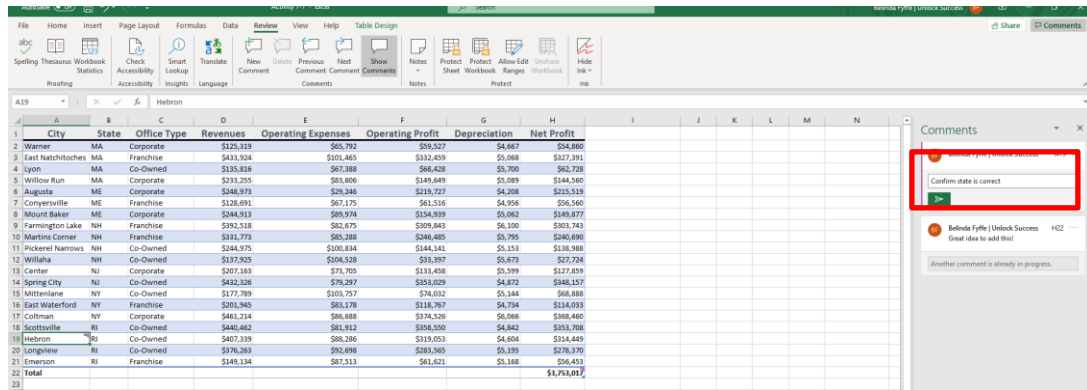 AutoSave Off Activity 7-1 - Excel Search Belinda Fyffe | Unlock Success BF
File Home Insert Page Layout Formulas Data Review View Help Table Design Share Comments
Spelling Thesaurus Workbook Statistics Check Accessibility Smart Lookup Translate New Comment Delete Previous Comment Next Comment Show Comments Notes Protect Sheet Protect Workbook Allow Edit Ranges Unshare Workbook Hide Ink
Proofing Accessibility Insights Language Comments Notes Protect Ink
A19 fx Hebron
A B C D E F G H I J K L M N
1 City State Office Type Revenues Operating Expenses Operating Profit Depreciation Net Profit
2 Warner MA Corporate $125,319 $65,792 $59,527 $4,667 $54,860
3 East Natchitoches MA Franchise $433,924 $101,465 $332,459 $5,068 $327,391
4 Lyon MA Co-Owned $135,816 $67,388 $68,428 $5,700 $62,728
5 Willow Run MA Corporate $233,255 $83,606 $149,649 $5,089 $144,560
6 Augusta ME Corporate $248,973 $29,246 $219,727 $4,208 $215,519
7 Conyersville ME Franchise $128,691 $67,175 $61,516 $4,956 $56,560
8 Mount Baker ME Corporate $244,913 $89,974 $154,939 $5,062 $149,877
9 Farmington Lake NH Franchise $392,518 $82,675 $309,843 $6,100 $303,743
10 Martins Corner NH Franchise $331,773 $85,288 $246,485 $5,795 $240,690
11 Pickerel Narrows NH Co-Owned $244,975 $100,834 $144,141 $5,153 $138,988
12 Willaha NH Co-Owned $137,925 $104,528 $33,397 $5,673 $27,724
13 Center NJ Corporate $207,163 $73,705 $133,458 $5,599 $127,859
14 Spring City NJ Co-Owned $432,326 $79,297 $353,029 $4,872 $348,157
15 Mittenlane NY Co-Owned $177,789 $103,757 $74,032 $5,144 $68,888
16 East Waterford NY Franchise $201,945 $83,178 $118,767 $4,734 $114,033
17 Coltman NY Corporate $461,214 $86,688 $374,526 $6,066 $368,460
18 Scottsville RI Co-Owned $440,462 $81,912 $358,550 $4,842 $353,708
19 Hebron RI Co-Owned $407,339 $88,286 $319,053 $4,604 $314,449
20 Longview RI Co-Owned $376,263 $92,698 $283,565 $5,195 $278,370
21 Emerson RI Franchise $149,134 $87,513 $61,621 $5,168 $56,453
22 Total $3,753,017
23
Comments
BF Belinda Fyffe | Unlock Success A19
Confirm state is correct
BF Belinda Fyffe | Unlock Success H22
Great idea to add this!
Another comment is already in progress.